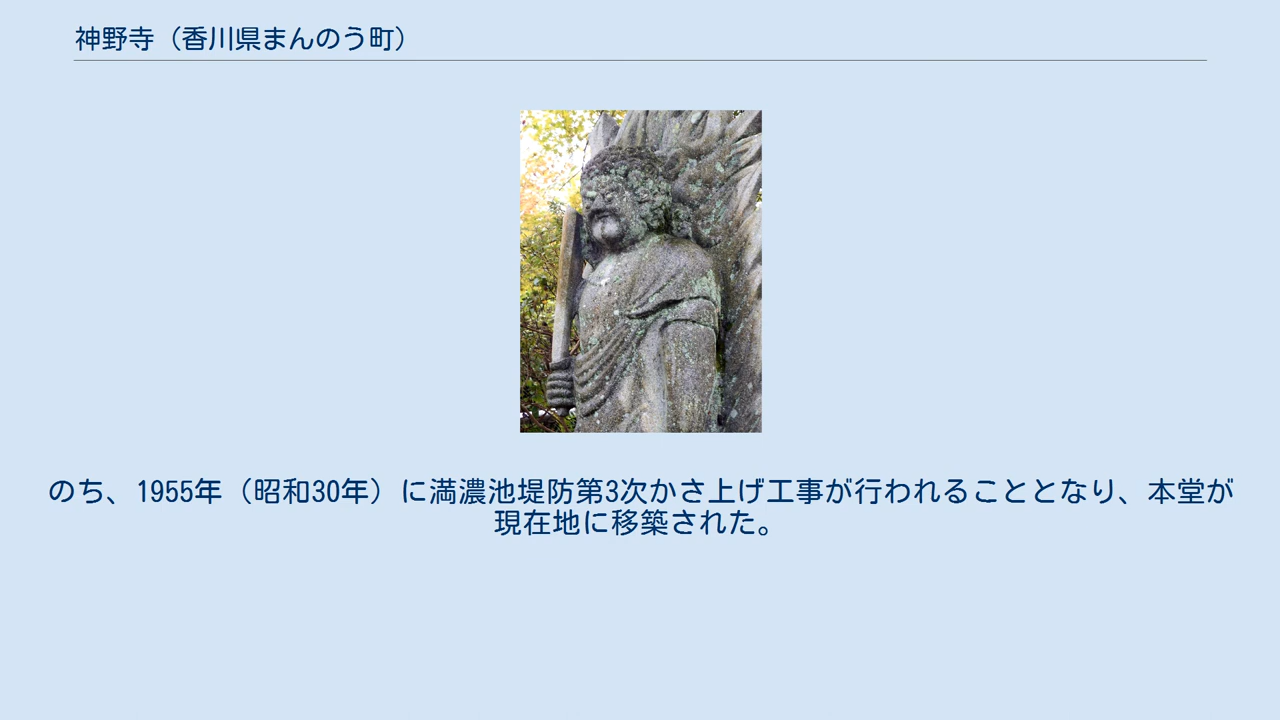 神野寺（香川県まんのう町）
のち、1955年（昭和30年）に満濃池堤防第3次かさ上げ工事が行われることとなり、本堂が
現在地に移築された。